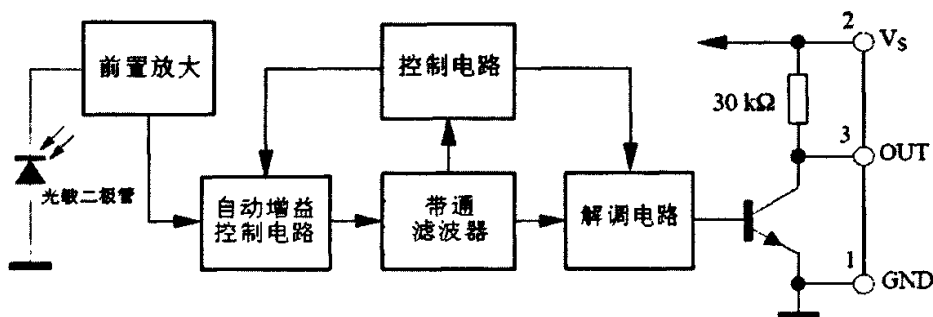 前置放大
控制电路
2
V_S
30 kΩ
3
OUT
光敏二极管
自动增益
控制电路
带通
滤波器
解调电路
1
GND